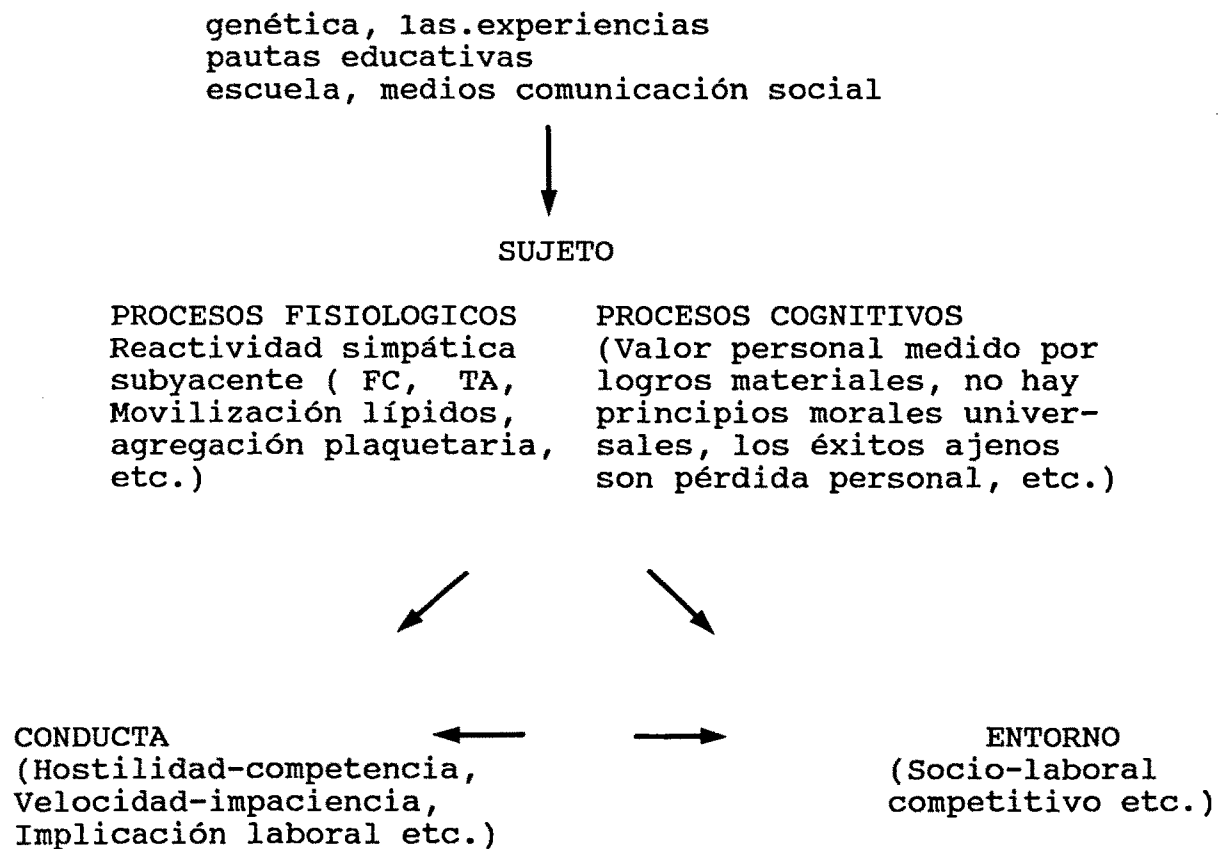 genética, las.experiencias
pautas educativas
escuela, medios comunicación social
SUJETO
PROCESOS FISIOLOGICOS
Reactividad simpática
subyacente ( FC, TA,
Movilización lípidos,
agregación plaquetaria,
etc.)
PROCESOS COGNITIVOS
(Valor personal medido por
logros materiales, no hay
principios morales univer-
sales, los éxitos ajenos
son pérdida personal, etc.)
CONDUCTA
(Hostilidad-competencia,
Velocidad-impaciencia,
Implicación laboral etc.)
ENTORNO
(Socio-laboral
competitivo etc.)